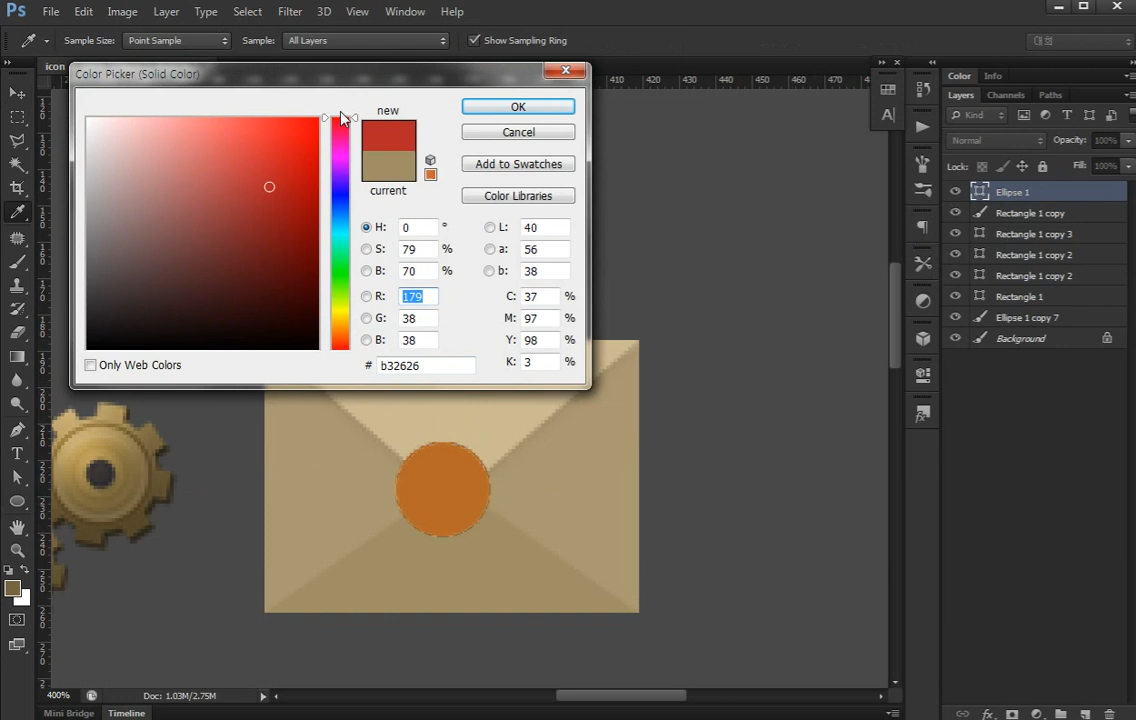 Ps File Edit Image Layer Type Select Filter 3D View Window Help
Sample Size: Point Sample Sample: All Layers Show Sampling Ring
icon
410 420 430 440 450 460 470
Color Picker (Solid Color)
new
current
OK
Cancel
Add to Swatches
Color Libraries
H: 0 °
S: 79 %
B: 70 %
R: 179
G: 38
B: 38
# b32626
L: 40
a: 56
b: 38
C: 37 %
M: 97 %
Y: 98 %
K: 3 %
Only Web Colors
Color Info
Layers Channels Paths
Kind
Normal Opacity: 100%
Lock: Fill: 100%
Ellipse 1
Rectangle 1 copy
Rectangle 1 copy 3
Rectangle 1 copy 2
Rectangle 1 copy 2
Rectangle 1
Ellipse 1 copy 7
Background
400% Doc: 1.03M/2.75M
Mini Bridge Timeline